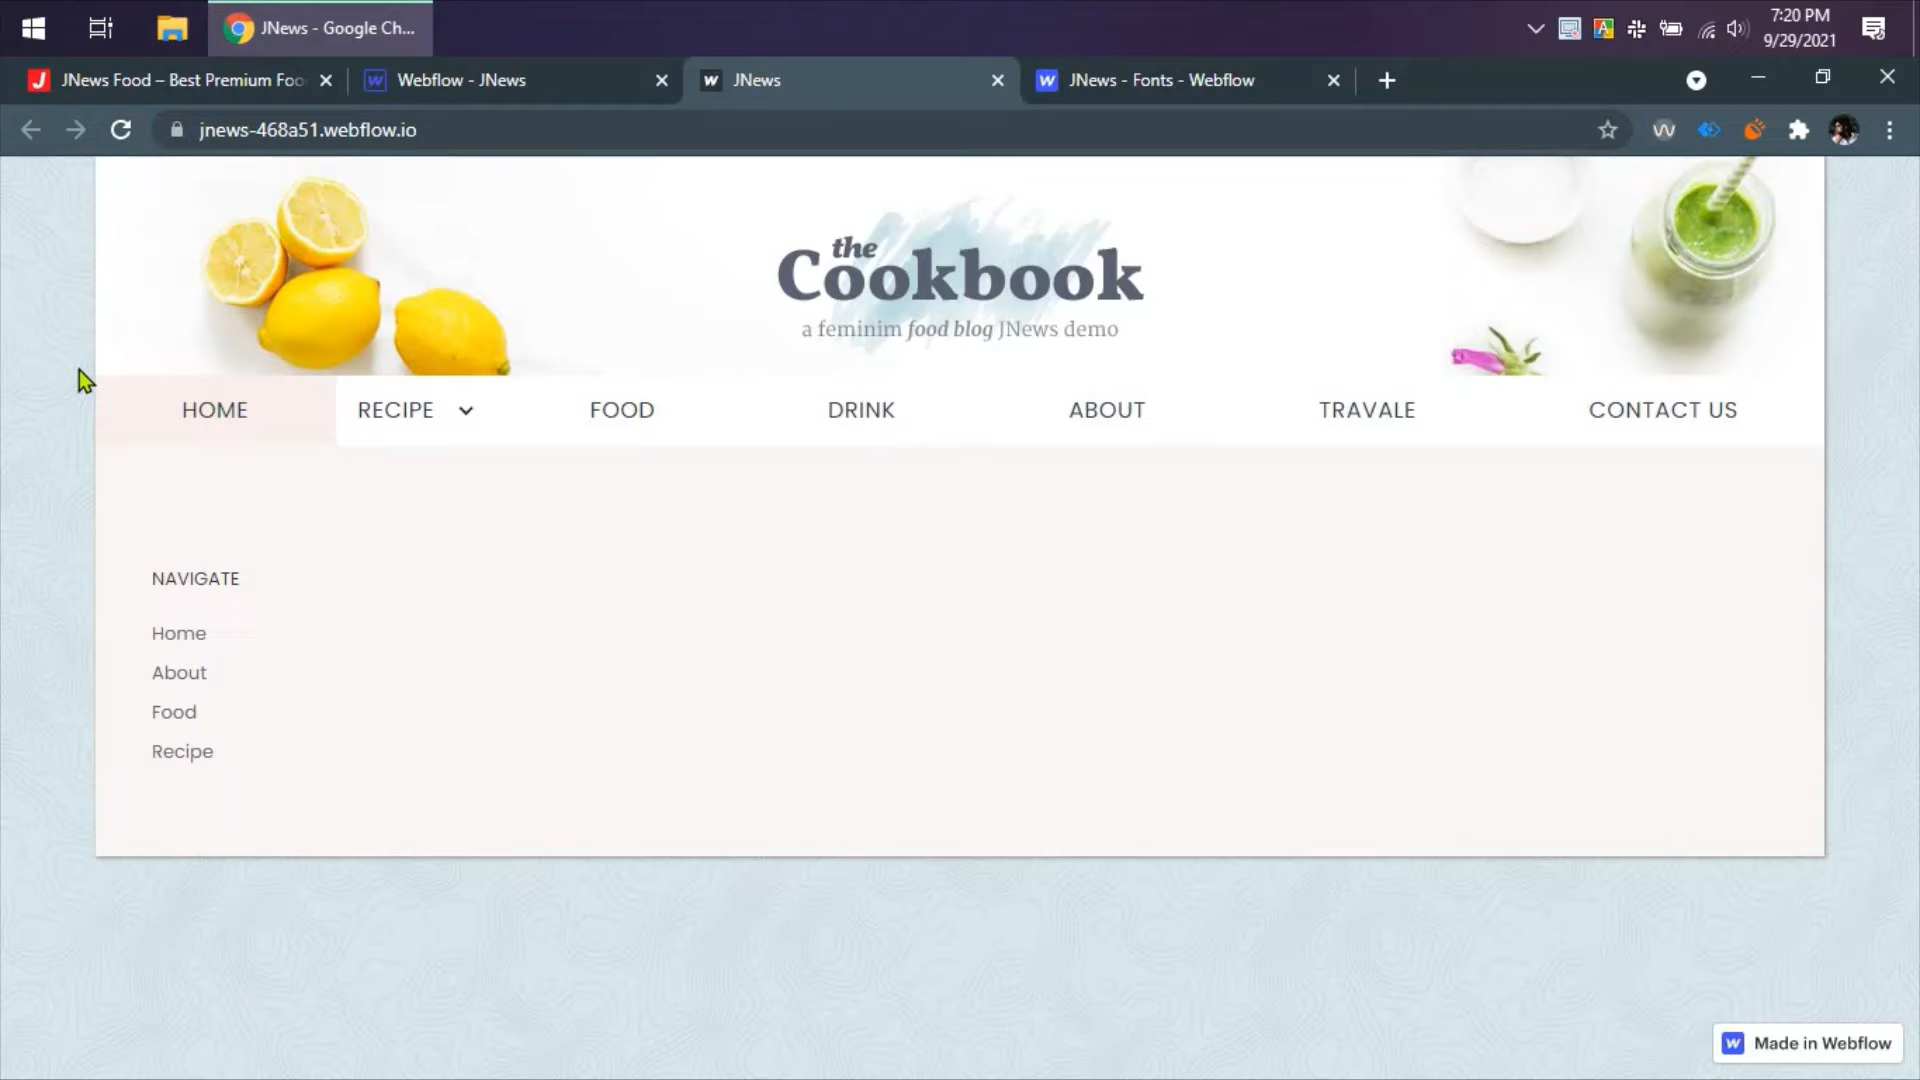 JNews - Google Ch...
7:20 PM
9/29/2021
JNews Food – Best Premium Foo
Webflow - JNews
JNews
JNews - Fonts - Webflow
jnews-468a51.webflow.io
the
Cookbook
a feminim food blog JNews demo
HOME
RECIPE
FOOD
DRINK
ABOUT
TRAVALE
CONTACT US
NAVIGATE
Home
About
Food
Recipe
Made in Webflow